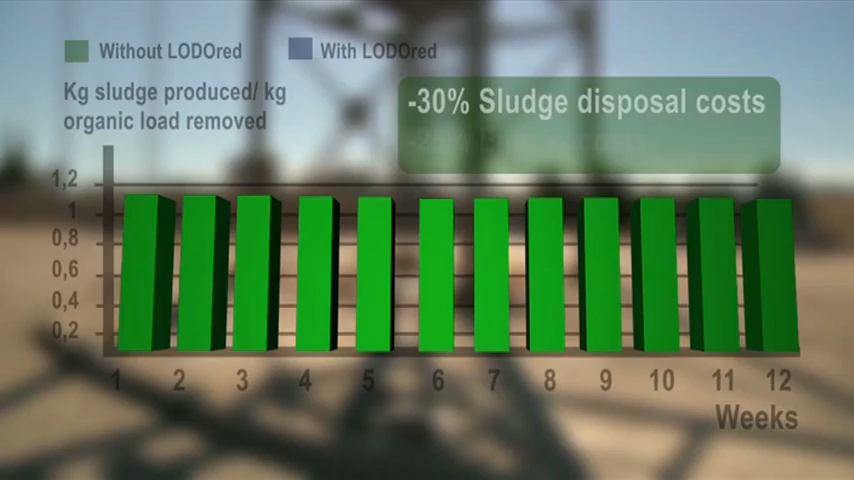 Without LODOred With LODOred
Kg sludge produced/ kg
organic load removed
-30% Sludge disposal costs
1,2
1
0,8
0,6
0,4
0,2
1 2 3 4 5 6 7 8 9 10 11 12
Weeks